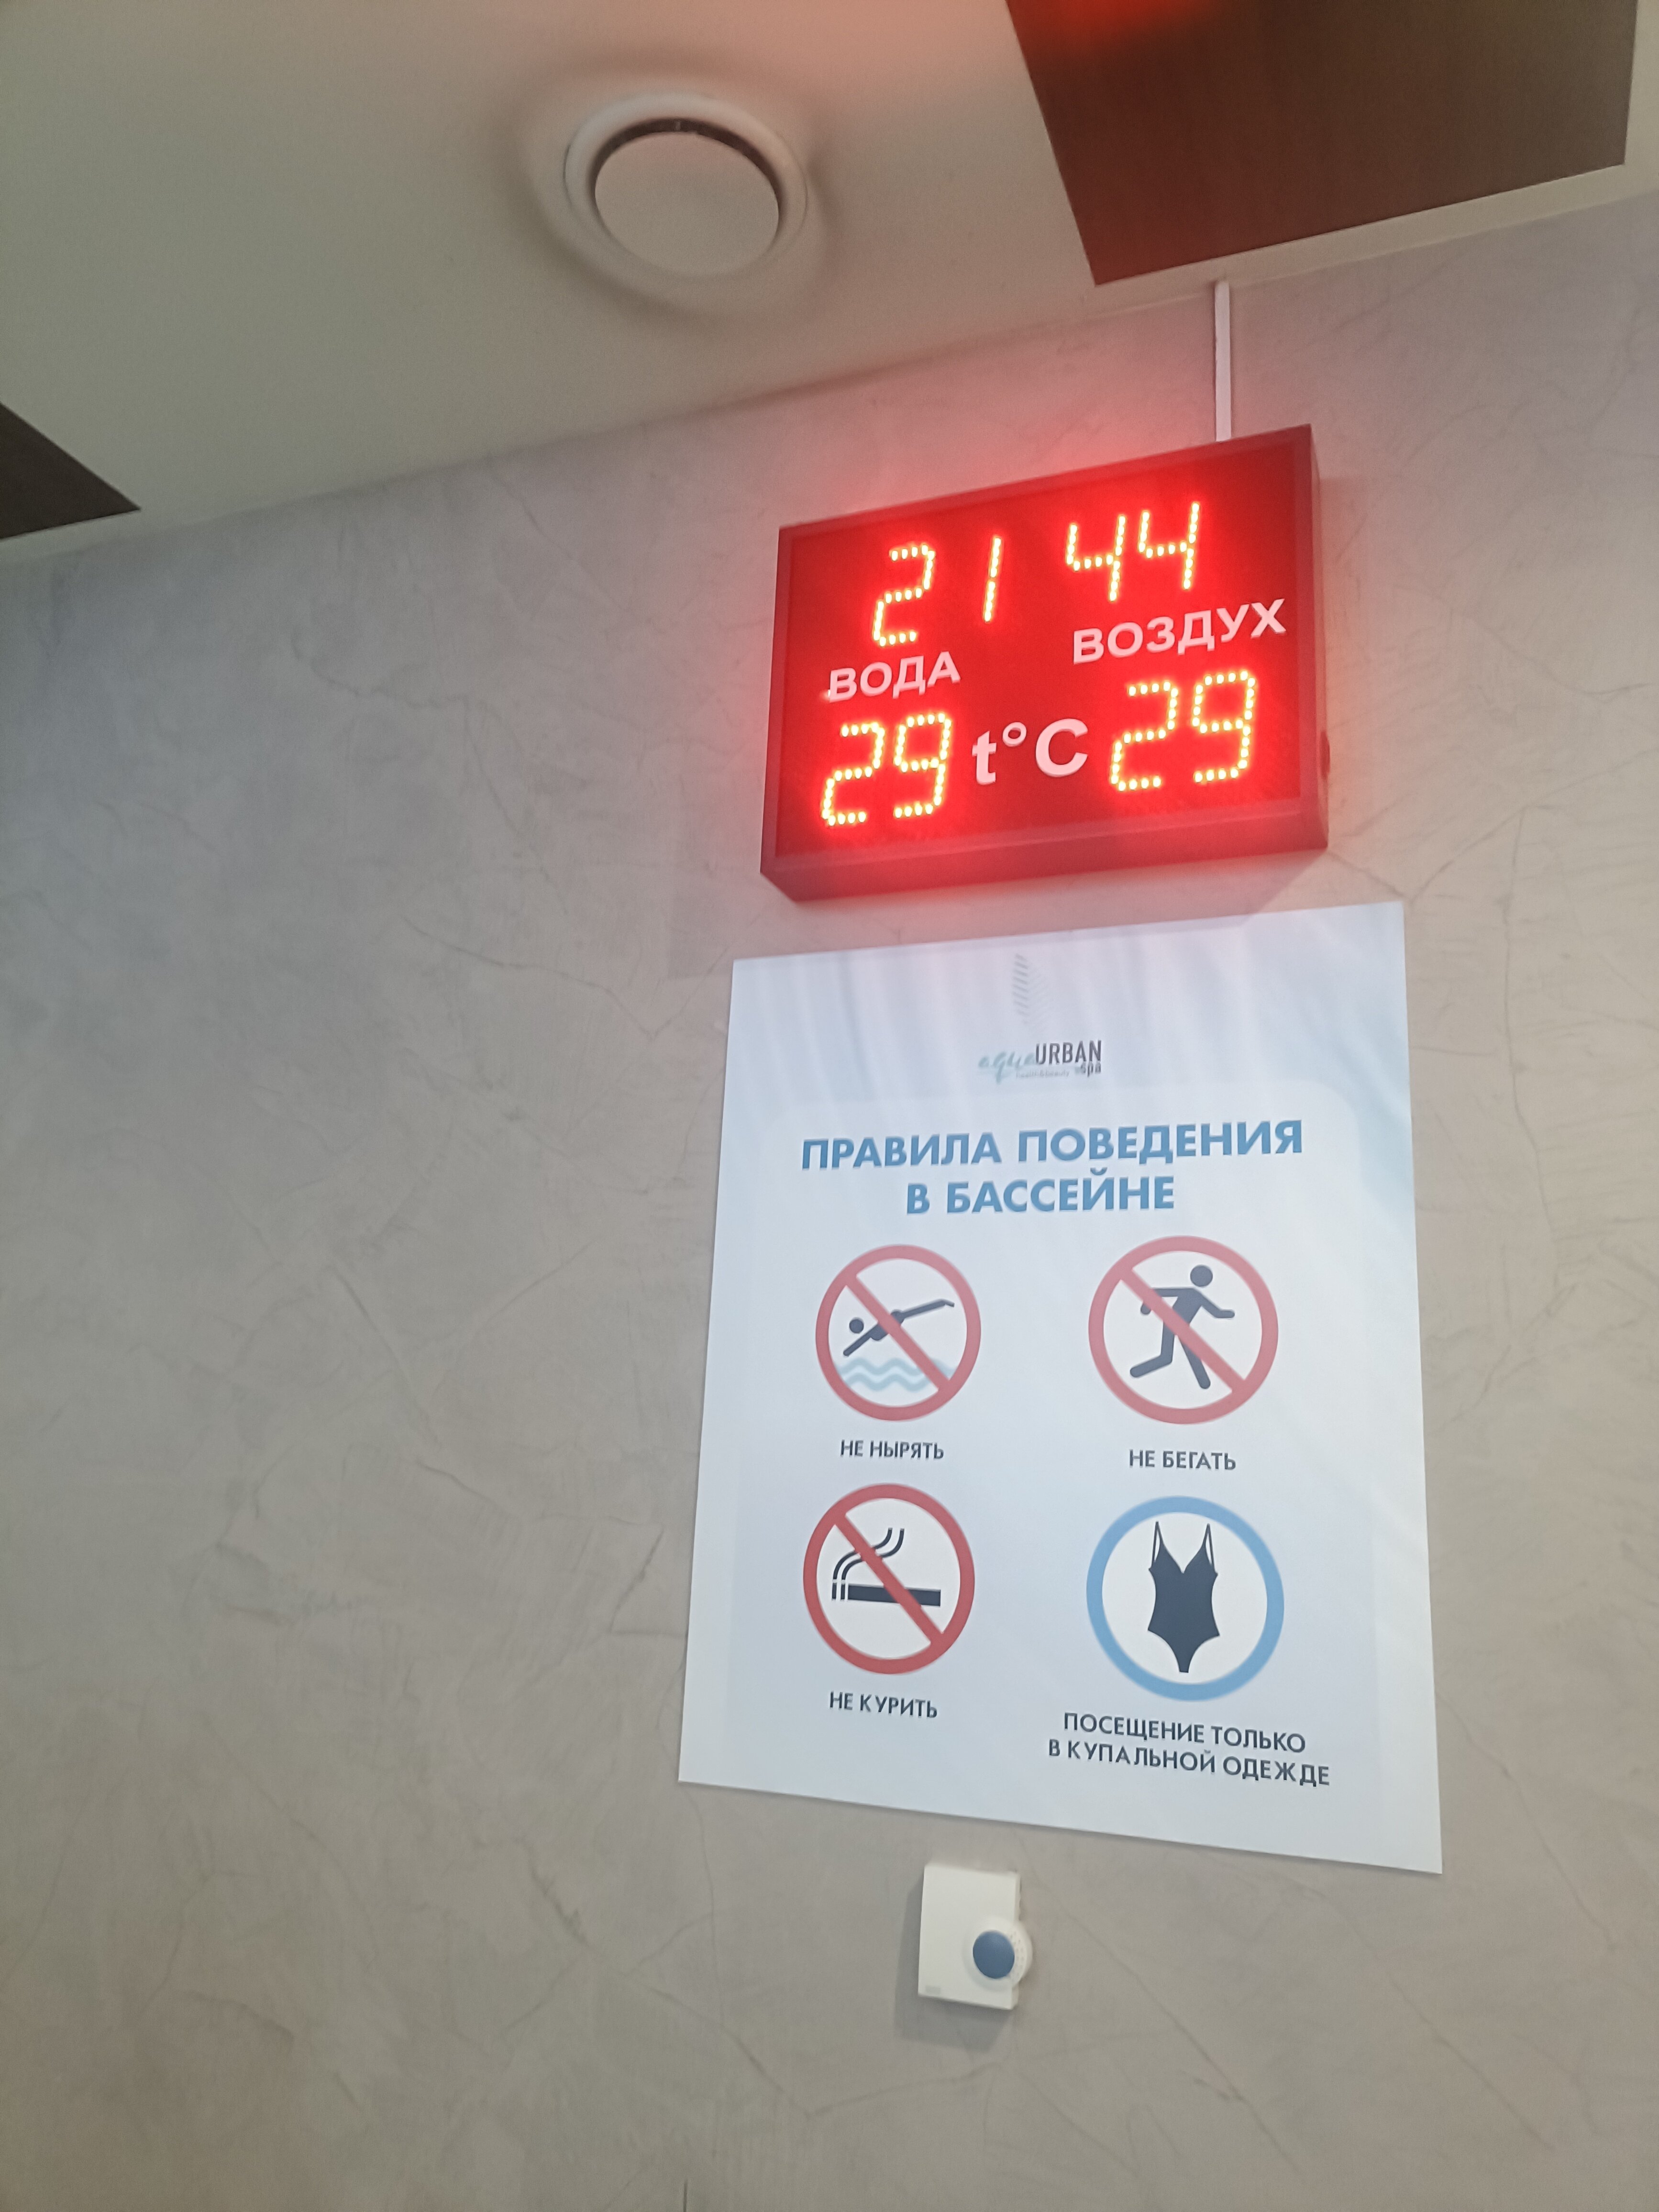 21 44
ВОДА ВОЗДУХ
29 t°C 29
aquaURBAN
spa
ПРАВИЛА ПОВЕДЕНИЯ
В БАССЕЙНЕ
НЕ НЫРЯТЬ
НЕ БЕГАТЬ
НЕ КУРИТЬ
ПОСЕЩЕНИЕ ТОЛЬКО
В КУПАЛЬНОЙ ОДЕЖДЕ